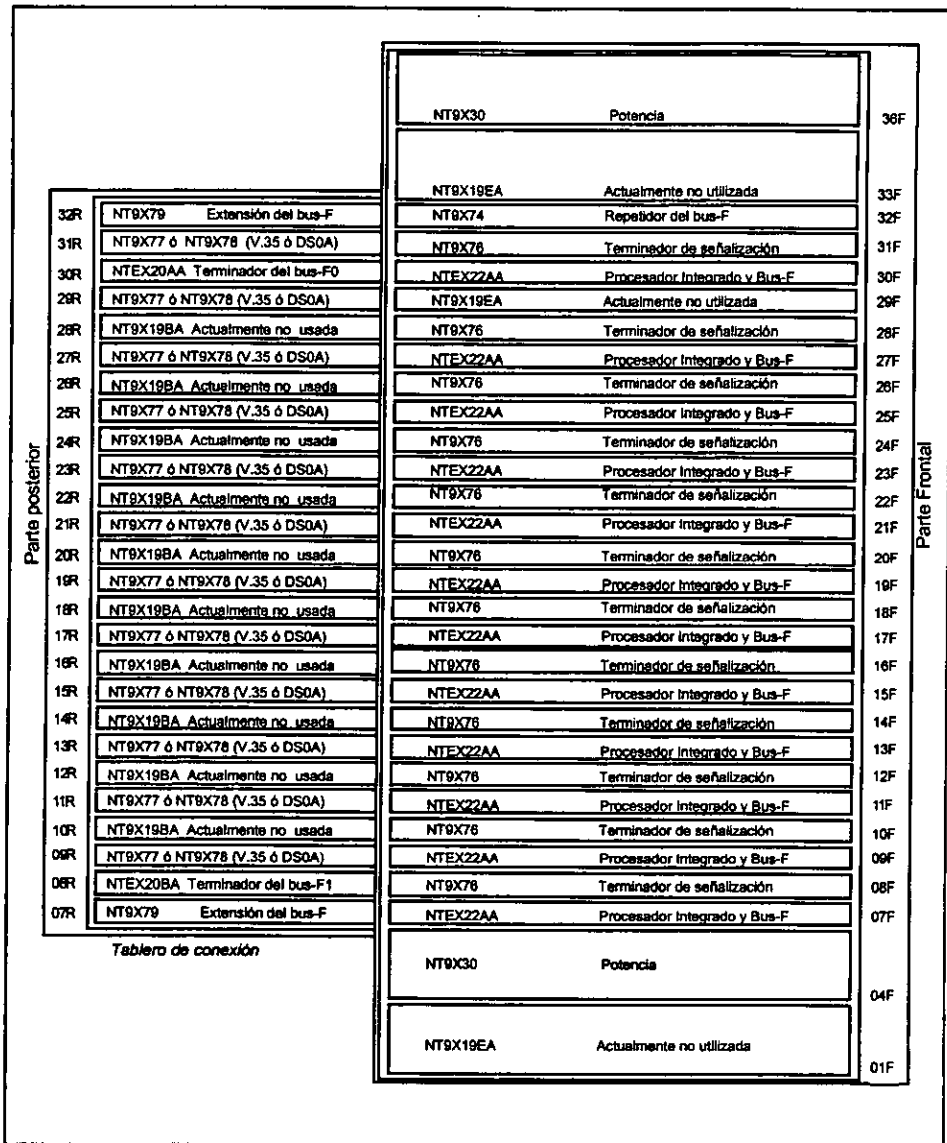 NT9X30 Potencia 36F
NT9X19EA Actualmente no utilizada 33F
32R NT9X79 Extensión del bus-F NT9X74 Repetidor del bus-F 32F
31R NT9X77 ó NT9X78 (V.35 ó DS0A) NT9X76 Terminador de señalización 31F
30R NTEX20AA Terminador del bus-F0 NTEX22AA Procesador Integrado y Bus-F 30F
29R NT9X77 ó NT9X78 (V.35 ó DS0A) NT9X19EA Actualmente no utilizada 29F
28R NT9X19BA Actualmente no usada NT9X76 Terminador de señalización 28F
27R NT9X77 ó NT9X78 (V.35 ó DS0A) NTEX22AA Procesador Integrado y Bus-F 27F
26R NT9X19BA Actualmente no usada NT9X76 Terminador de señalización 26F
25R NT9X77 ó NT9X78 (V.35 ó DS0A) NTEX22AA Procesador Integrado y Bus-F 25F
24R NT9X19BA Actualmente no usada NT9X76 Terminador de señalización 24F
23R NT9X77 ó NT9X78 (V.35 ó DS0A) NTEX22AA Procesador Integrado y Bus-F 23F
22R NT9X19BA Actualmente no usada NT9X76 Terminador de señalización 22F
21R NT9X77 ó NT9X78 (V.35 ó DS0A) NTEX22AA Procesador Integrado y Bus-F 21F
20R NT9X19BA Actualmente no usada NT9X76 Terminador de señalización 20F
19R NT9X77 ó NT9X78 (V.35 ó DS0A) NTEX22AA Procesador Integrado y Bus-F 19F
18R NT9X19BA Actualmente no usada NT9X76 Terminador de señalización 18F
17R NT9X77 ó NT9X78 (V.35 ó DS0A) NTEX22AA Procesador Integrado y Bus-F 17F
16R NT9X19BA Actualmente no usada NT9X76 Terminador de señalización 16F
15R NT9X77 ó NT9X78 (V.35 ó DS0A) NTEX22AA Procesador Integrado y Bus-F 15F
14R NT9X19BA Actualmente no usada NT9X76 Terminador de señalización 14F
13R NT9X77 ó NT9X78 (V.35 ó DS0A) NTEX22AA Procesador Integrado y Bus-F 13F
12R NT9X19BA Actualmente no usada NT9X76 Terminador de señalización 12F
11R NT9X77 ó NT9X78 (V.35 ó DS0A) NTEX22AA Procesador Integrado y Bus-F 11F
10R NT9X19BA Actualmente no usada NT9X76 Terminador de señalización 10F
09R NT9X77 ó NT9X78 (V.35 ó DS0A) NTEX22AA Procesador Integrado y Bus-F 09F
08R NTEX20BA Terminador del bus-F1 NT9X76 Terminador de señalización 08F
07R NT9X79 Extensión del bus-F NTEX22AA Procesador Integrado y Bus-F 07F
Parte posterior
Parte Frontal
Tablero de conexión
NT9X30 Potencia 04F
NT9X19EA Actualmente no utilizada 01F